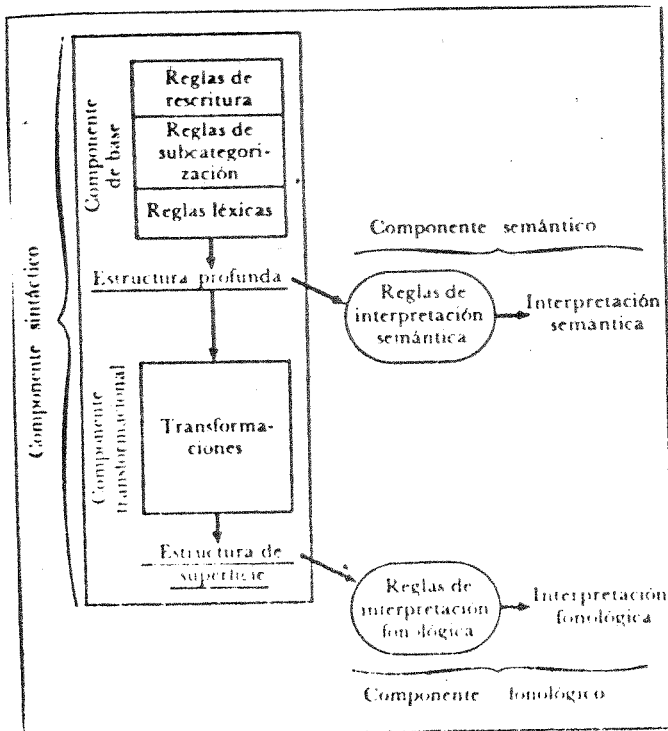 Componente sintáctico
Componente
de base
Reglas de
rescritura
Reglas de
subcategori-
zación
Reglas léxicas
Estructura profunda
Componente semántico
Reglas de
interpretación
semántica
Interpretación
semántica
Componente
transformacional
Transforma-
ciones
Estructura de
superficie
Reglas de
interpretación
fonológica
Interpretación
fonológica
Componente fonológico